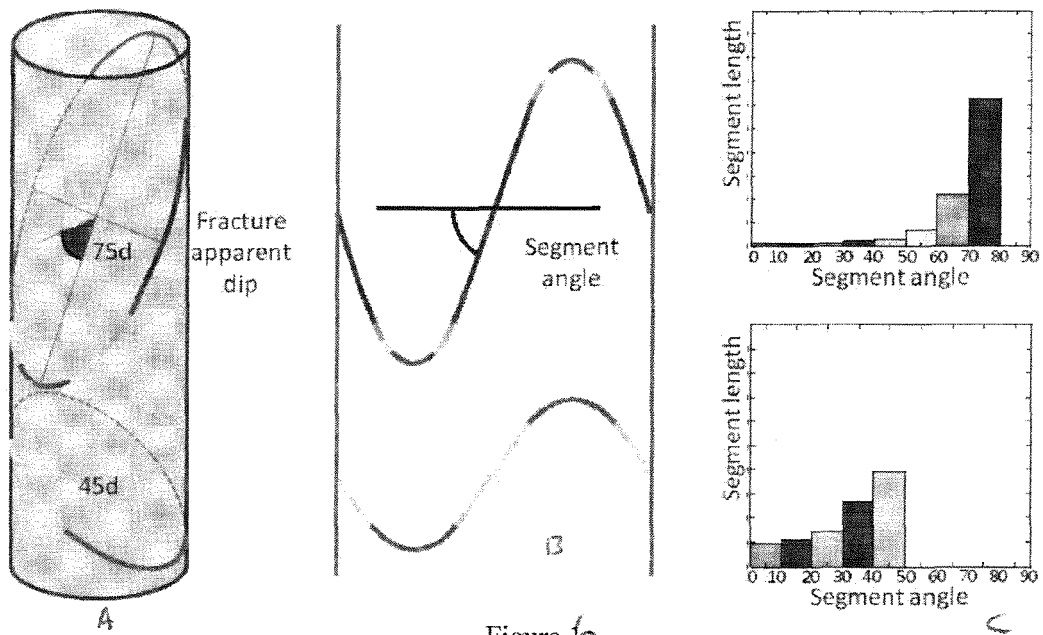 75d
Fracture
apparent
dip
45d
A
Segment
angle
B
Segment length
0 10 20 30 40 50 60 70 80 90
Segment angle
Segment length
0 10 20 30 40 50 60 70 80 90
Segment angle
C
Figure